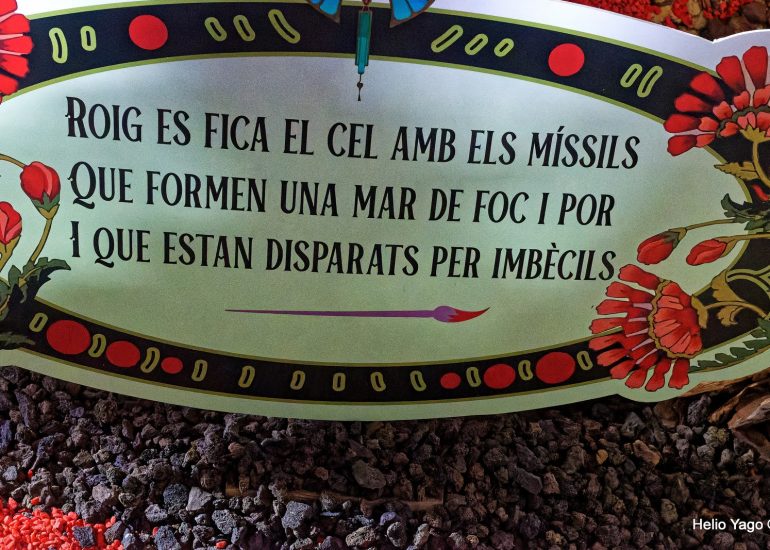 ROIG ES FICA EL CEL AMB ELS MÍSSILS
QUE FORMEN UNA MAR DE FOC I POR
I QUE ESTAN DISPARATS PER IMBÈCILS
Helio Yago